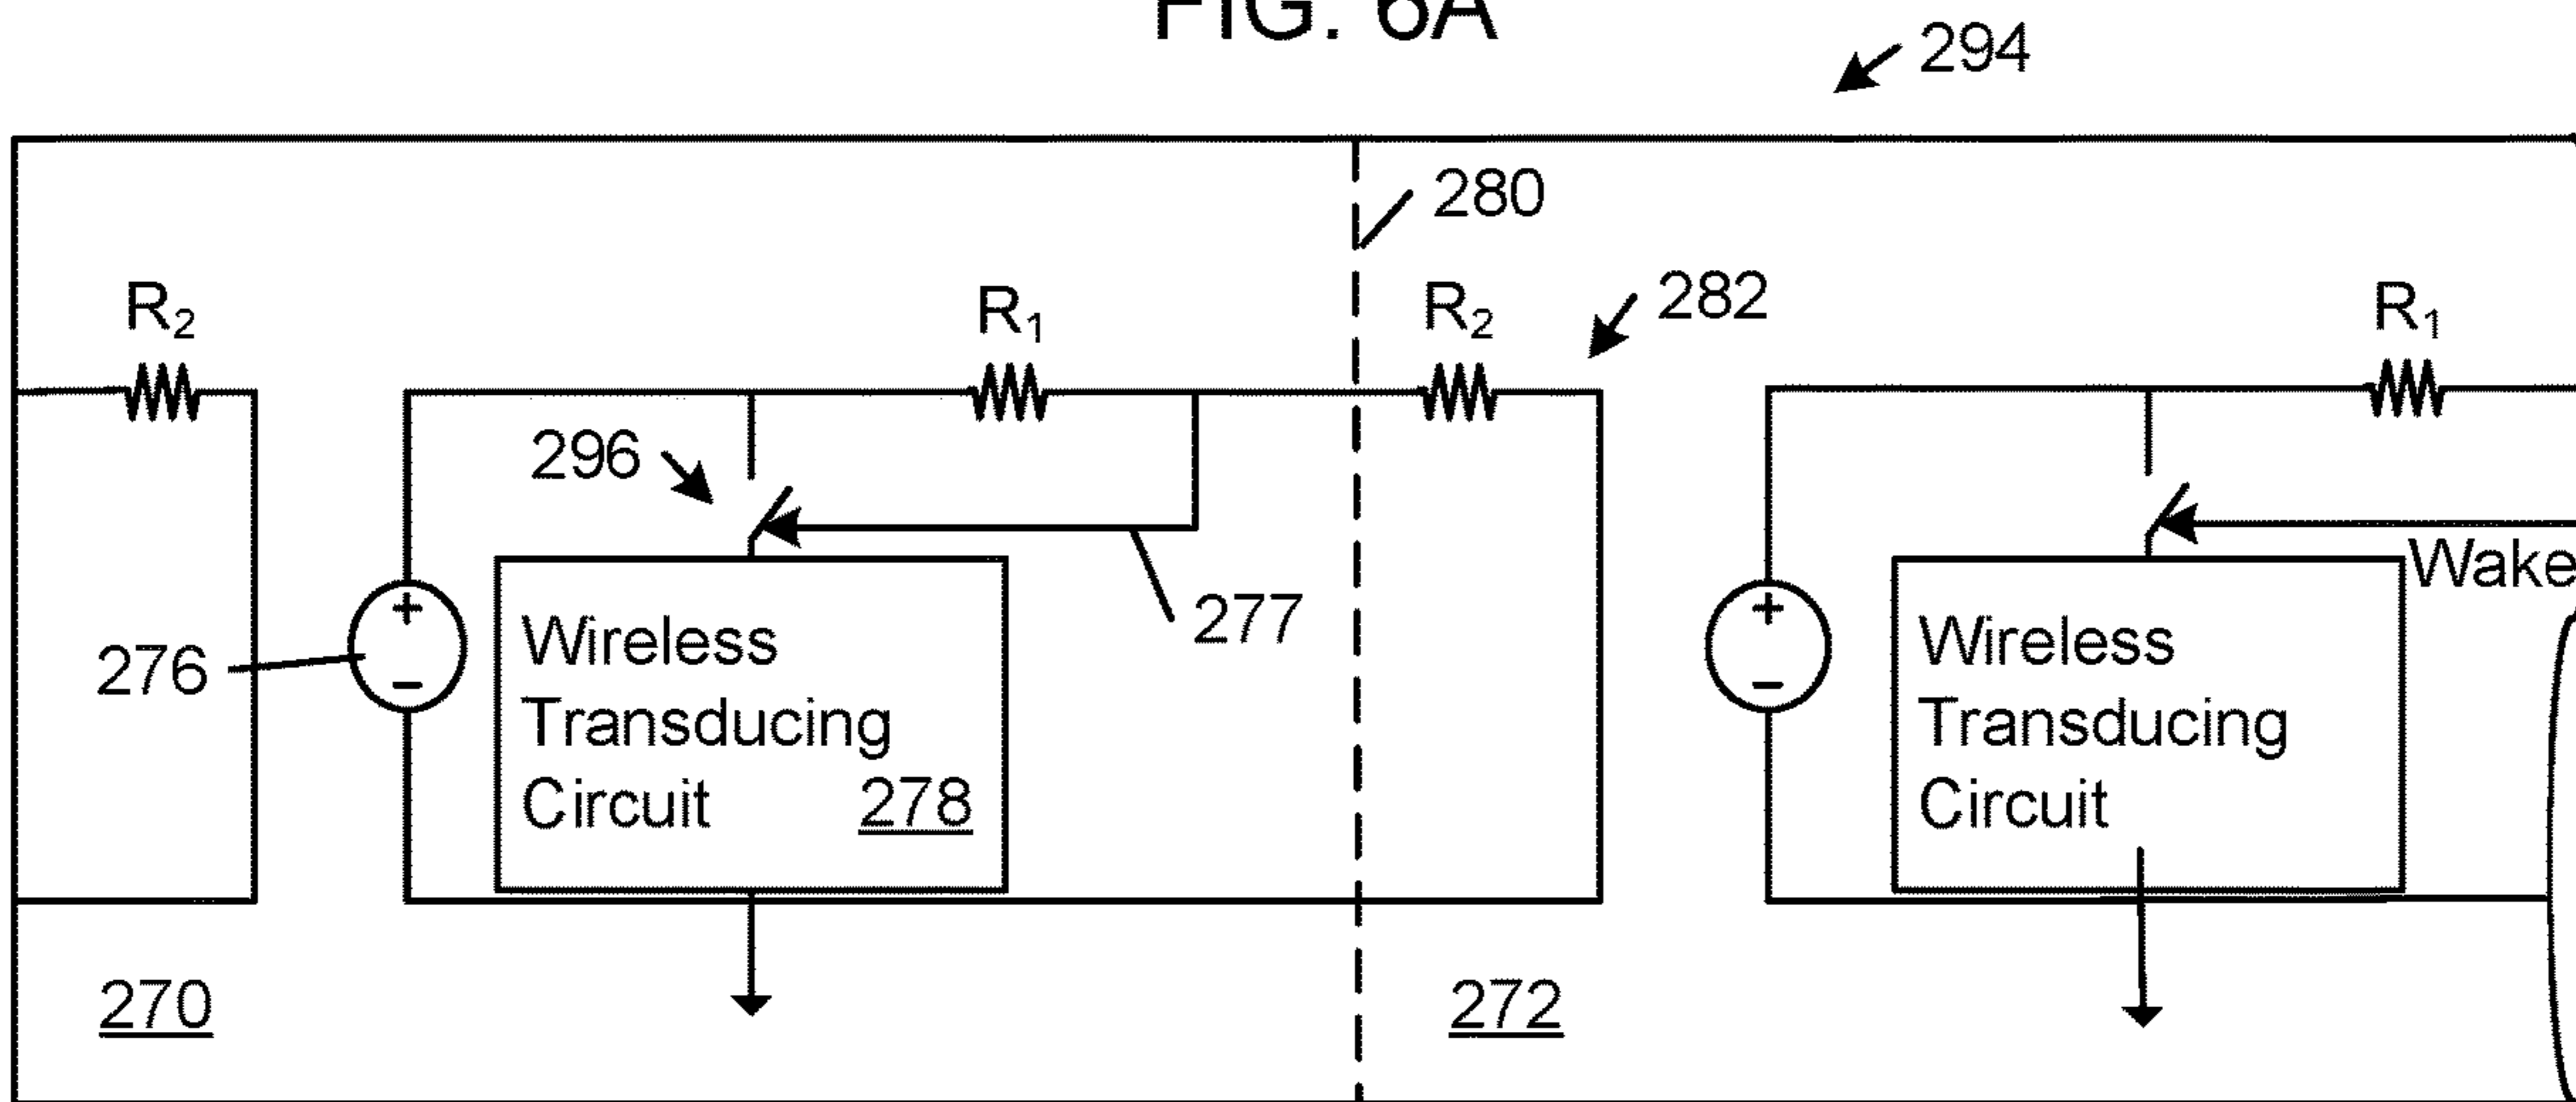 FIG. 6A
294
280
282
R2
R1
R2
R1
296
277
276
+
−
Wireless
Transducing
Circuit 278
+
−
Wireless
Transducing
Circuit
Wake
270
272